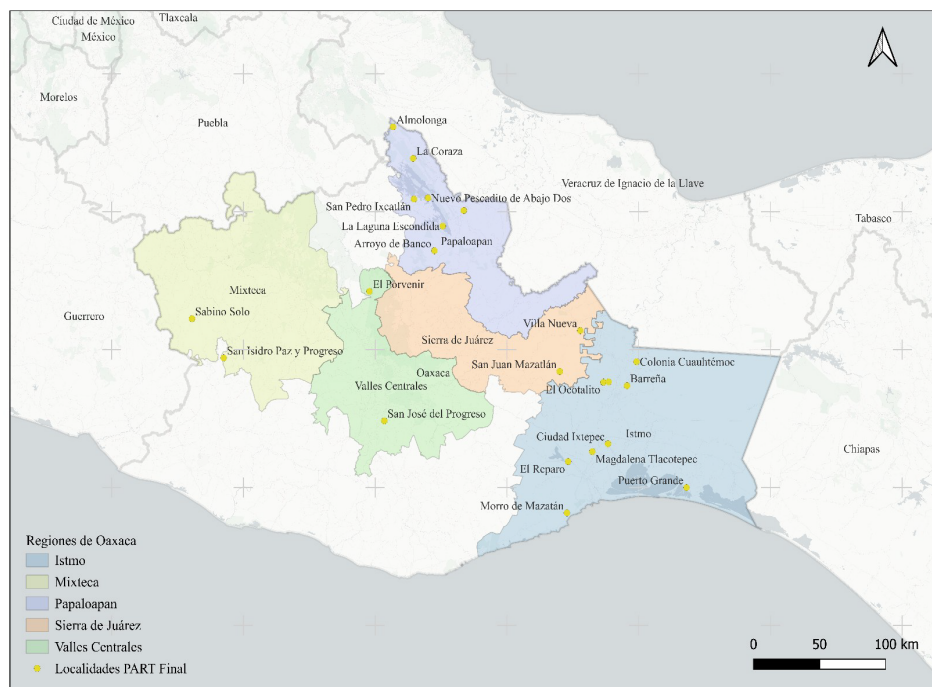 Tlaxcala
Ciudad de México
México
Morelos
Puebla
Almolonga
La Coraza
Veracruz de Ignacio de la Llave
Nuevo Pescadito de Abajo Dos
San Pedro Ixcatlán
Tabasco
La Laguna Escondida
Arroyo de Banco
Papaloapan
El Porvenir
Mixteca
Sabino Solo
Guerrero
Villa Nueva
Sierra de Juárez
San Isidro Paz y Progreso
Colonia Cuauhtémoc
San Juan Mazatlán
Oaxaca
Barreña
Valles Centrales
El Ocotalito
San José del Progreso
Ciudad Ixtepec
Istmo
Chiapas
Magdalena Tlacotepec
El Reparo
Puerto Grande
Morro de Mazatán
Regiones de Oaxaca
Istmo
Mixteca
Papaloapan
Sierra de Juárez
Valles Centrales
Localidades PART Final
0 50 100 km